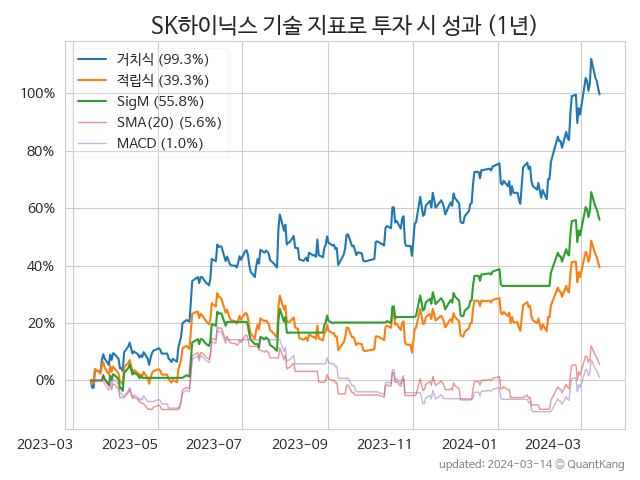 SK하이닉스 기술 지표로 투자 시 성과 (1년)
거치식 (99.3%)
적립식 (39.3%)
SigM (55.8%)
SMA(20) (5.6%)
MACD (1.0%)
100%
80%
60%
40%
20%
0%
2023-03 2023-05 2023-07 2023-09 2023-11 2024-01 2024-03
updated: 2024-03-14 © QuantKang